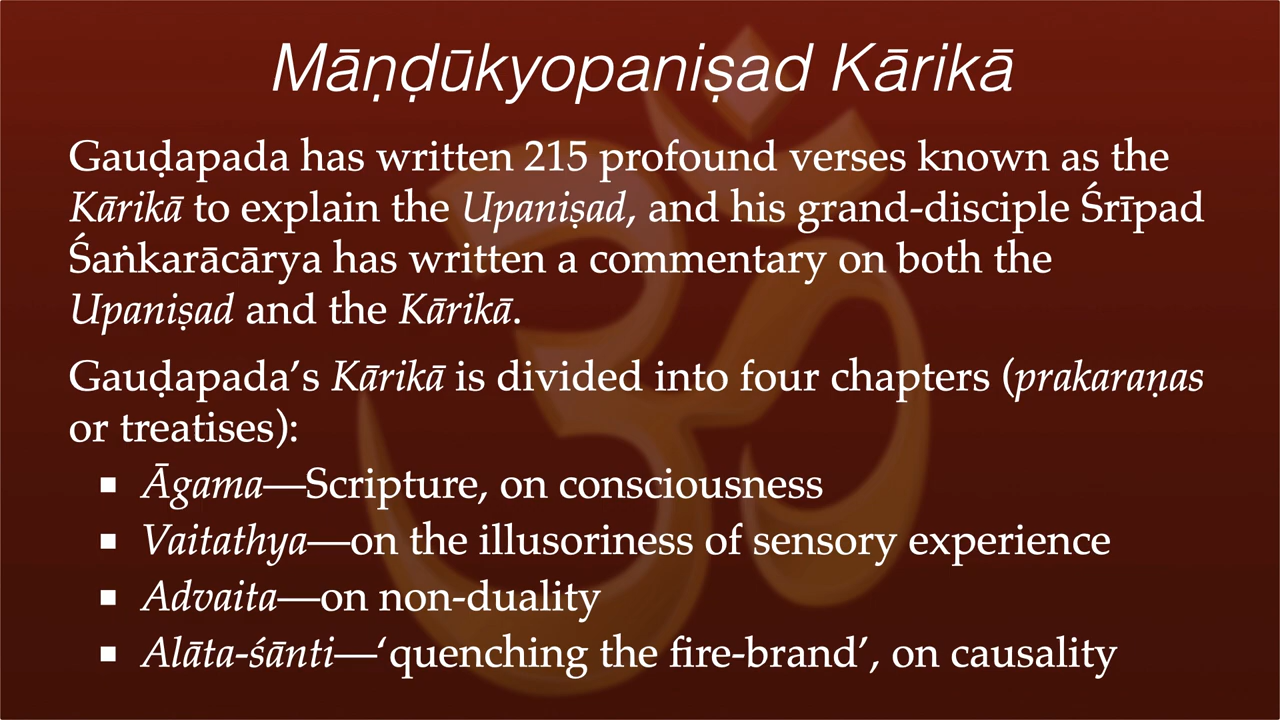 Māṇḍūkyopaniṣad Kārikā
Gauḍapada has written 215 profound verses known as the
Kārikā to explain the Upaniṣad, and his grand-disciple Śrīpad
Śaṅkarācārya has written a commentary on both the
Upaniṣad and the Kārikā.
Gauḍapada’s Kārikā is divided into four chapters (prakaraṇas
or treatises):
▪ Āgama—Scripture, on consciousness
▪ Vaitathya—on the illusoriness of sensory experience
▪ Advaita—on non-duality
▪ Alāta-śānti—‘quenching the fire-brand’, on causality